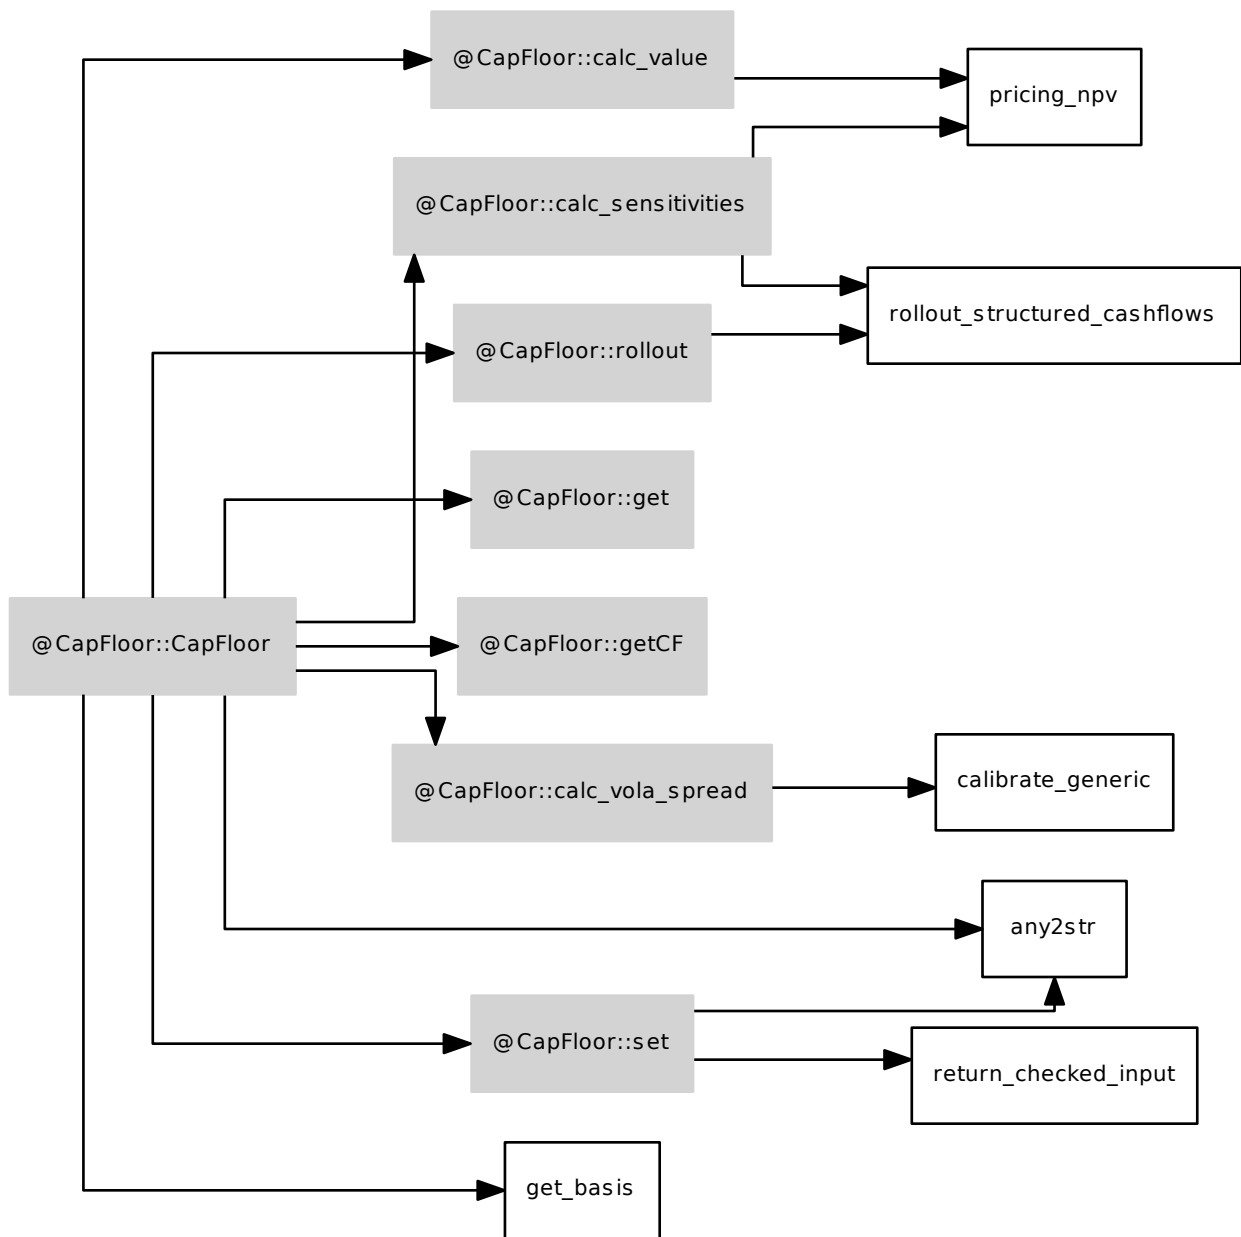 @CapFloor::calc_value
pricing_npv
@CapFloor::calc_sensitivities
rollout_structured_cashflows
@CapFloor::rollout
@CapFloor::get
@CapFloor::CapFloor
@CapFloor::getCF
@CapFloor::calc_vola_spread
calibrate_generic
any2str
@CapFloor::set
return_checked_input
get_basis